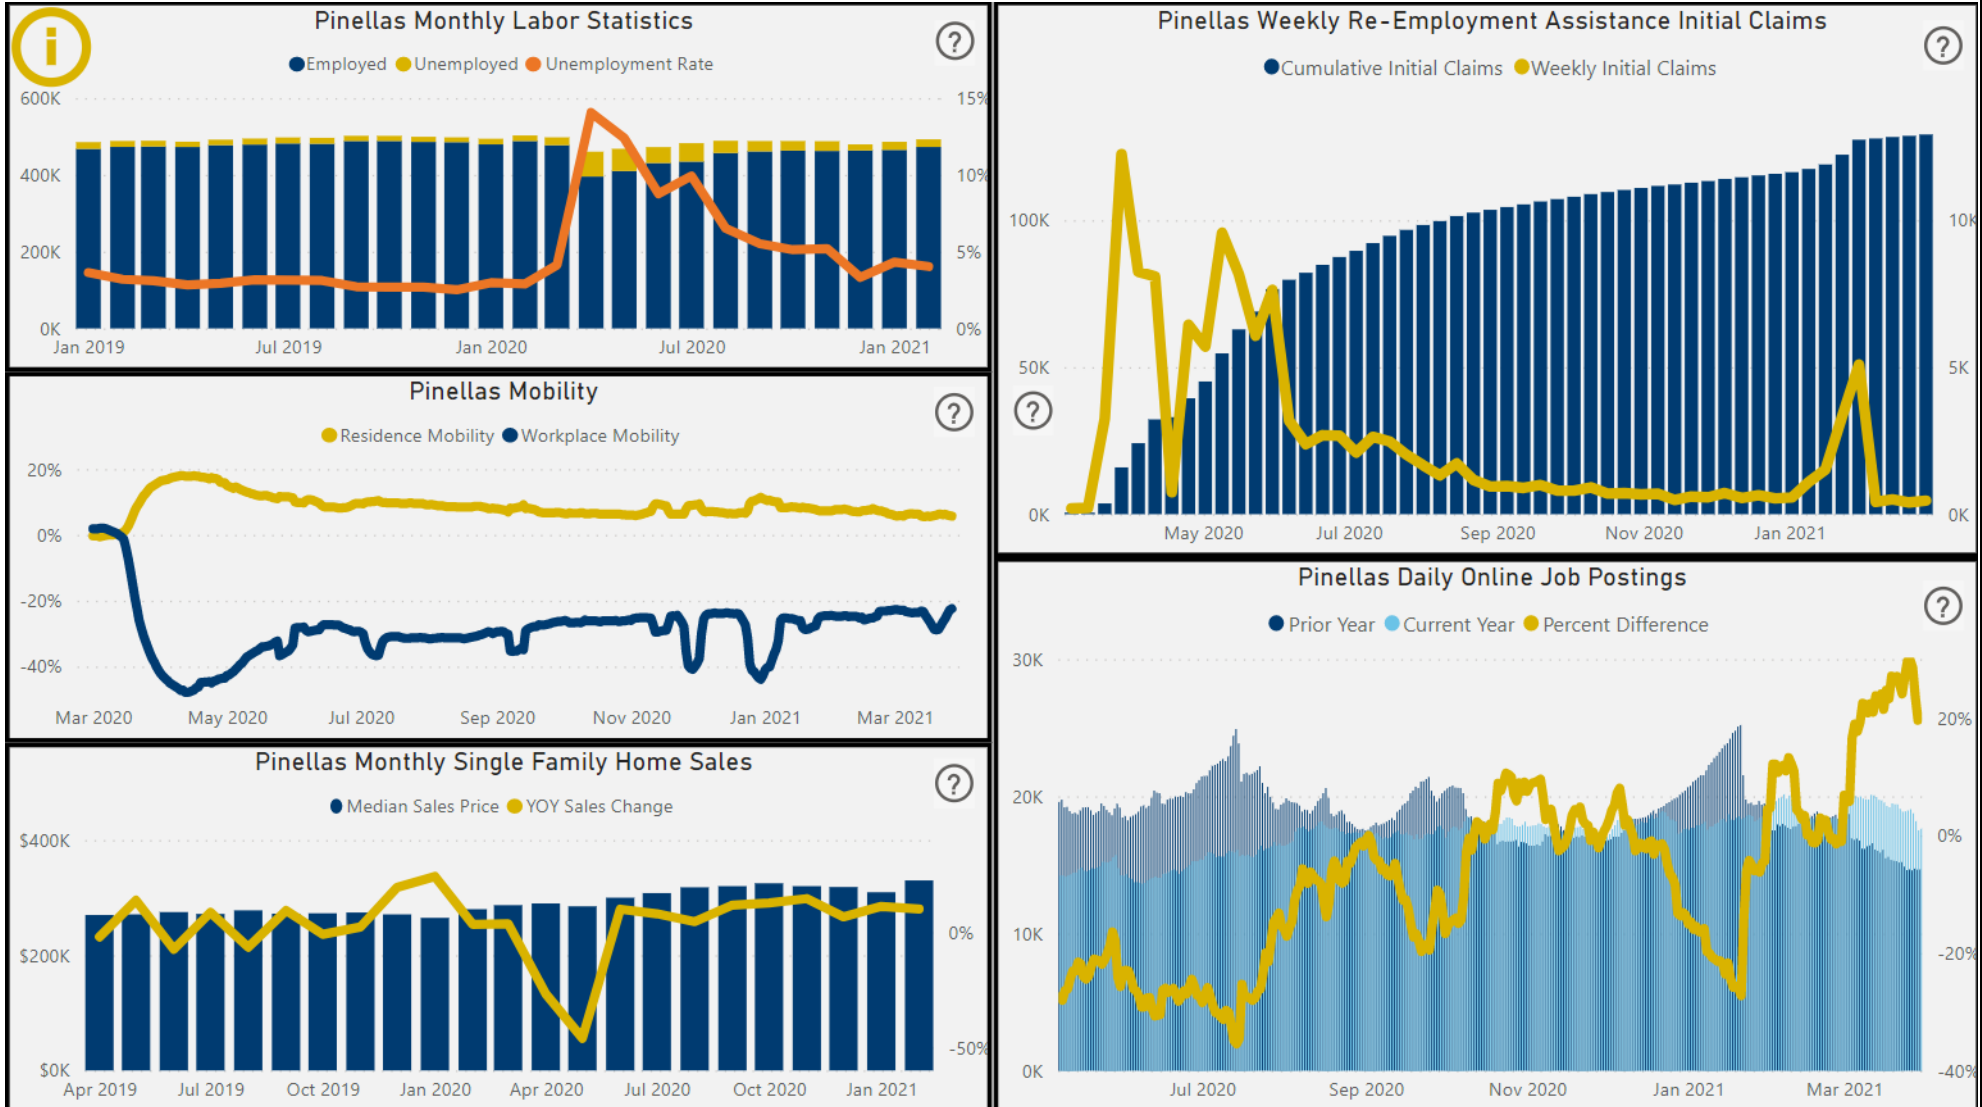 Pinellas Monthly Labor Statistics
i
?
Employed Unemployed Unemployment Rate
600K 15%
400K 10%
200K 5%
0K 0%
Jan 2019 Jul 2019 Jan 2020 Jul 2020 Jan 2021
Pinellas Mobility
?
Residence Mobility Workplace Mobility
20%
0%
-20%
-40%
Mar 2020 May 2020 Jul 2020 Sep 2020 Nov 2020 Jan 2021 Mar 2021
Pinellas Monthly Single Family Home Sales
?
Median Sales Price YOY Sales Change
$400K
0%
$200K
-50%
$0K
Apr 2019 Jul 2019 Oct 2019 Jan 2020 Apr 2020 Jul 2020 Oct 2020 Jan 2021
Pinellas Weekly Re-Employment Assistance Initial Claims
?
Cumulative Initial Claims Weekly Initial Claims
100K 10K
50K 5K
?
0K 0K
May 2020 Jul 2020 Sep 2020 Nov 2020 Jan 2021
Pinellas Daily Online Job Postings
?
Prior Year Current Year Percent Difference
30K
20%
20K
0%
10K
-20%
0K -40%
Jul 2020 Sep 2020 Nov 2020 Jan 2021 Mar 2021